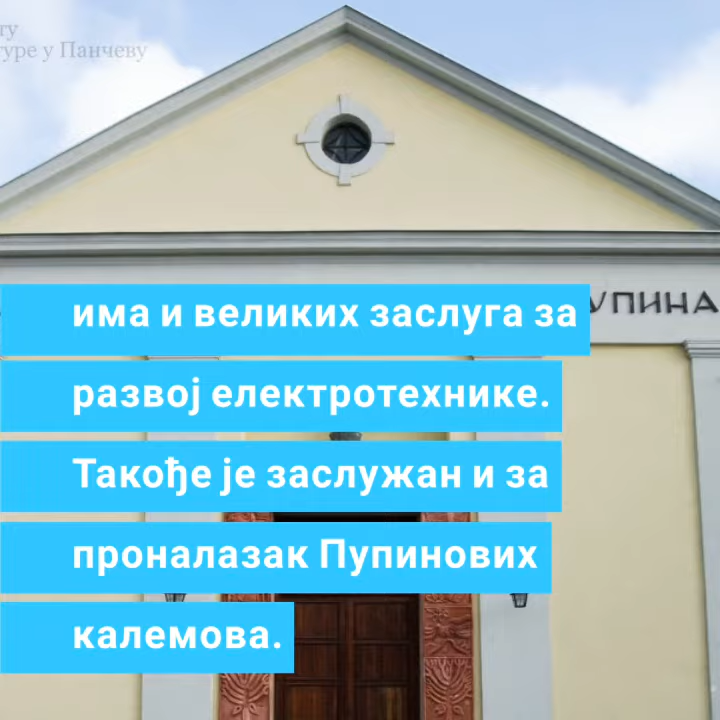 туре у Панчеву
УПИНА
има и великих заслуга за
развој електротехнике.
Такође је заслужан и за
проналазак Пупинових
калемова.